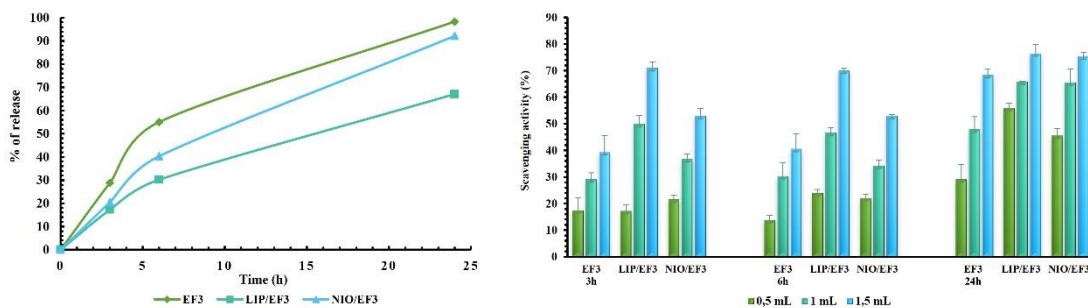 100
90
80
70
60
50
40
30
20
10
0
% of release
0 5 10 15 20 25
Time (h)
EF3 LIP/EF3 NIO/EF3
90
80
70
60
50
40
30
20
10
0
Scavenging activity (%)
EF3 LIP/EF3 NIO/EF3 EF3 LIP/EF3 NIO/EF3 EF3 LIP/EF3 NIO/EF3
3h 6h 24h
0,5 mL 1 mL 1,5 mL